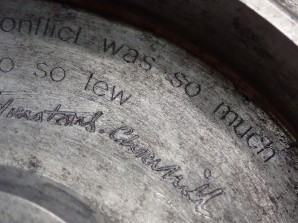 onflict was so much
o so few
Winston S. Churchill